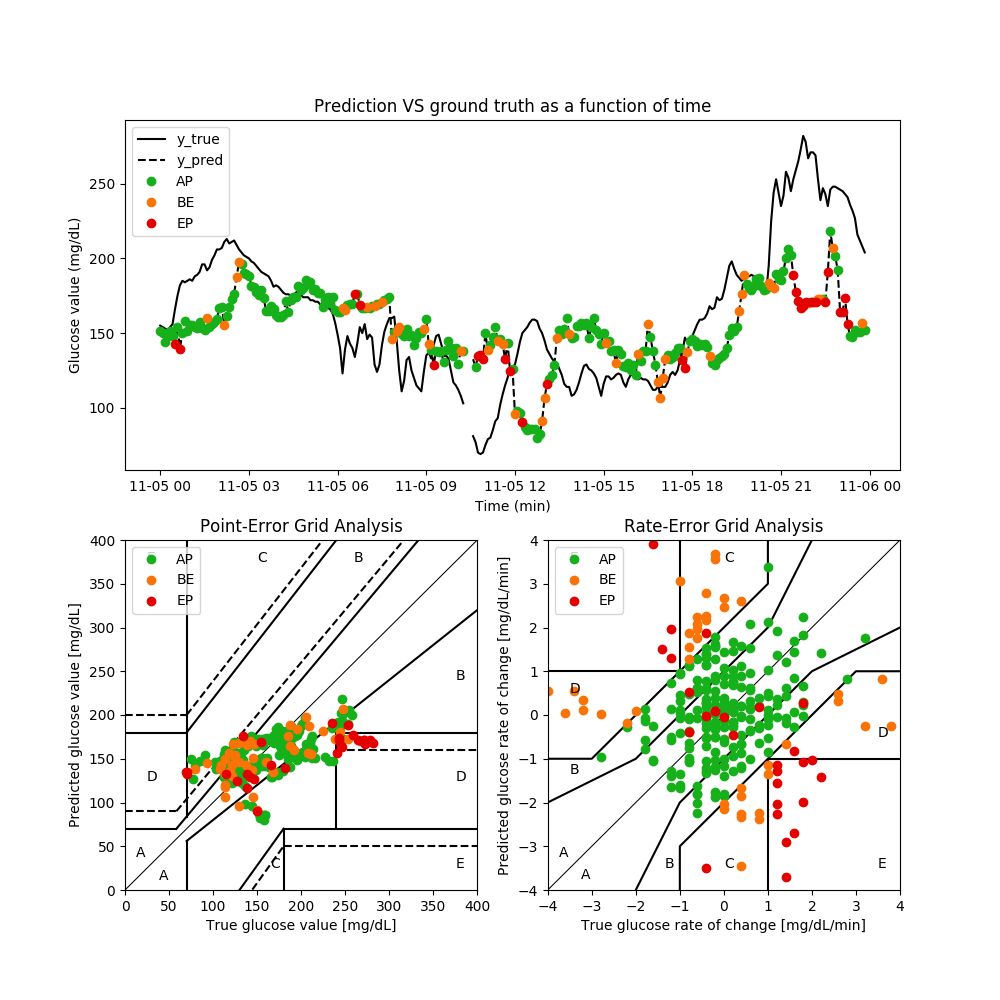 Prediction VS ground truth as a function of time
y_true
y_pred
AP
BE
EP
Glucose value (mg/dL)
250
200
150
100
11-05 00 11-05 03 11-05 06 11-05 09 11-05 12 11-05 15 11-05 18 11-05 21 11-06 00
Time (min)
Point-Error Grid Analysis
AP
BE
EP
Predicted glucose value [mg/dL]
400
350
300
250
200
150
100
50
0
C
B
B
D
D
A
A
C
E
0 50 100 150 200 250 300 350 400
True glucose value [mg/dL]
Rate-Error Grid Analysis
AP
BE
EP
Predicted glucose rate of change [mg/dL/min]
4
3
2
1
0
−1
−2
−3
−4
C
D
D
B
A
A
B
C
E
−4 −3 −2 −1 0 1 2 3 4
True glucose rate of change [mg/dL/min]